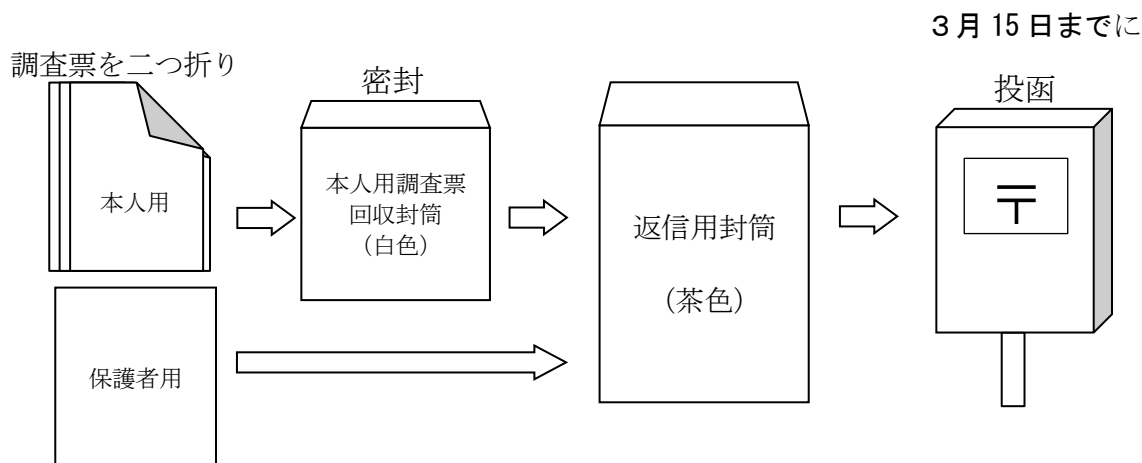 ３月 15 日までに
調査票を二つ折り
密封
投函
本人用
本人用調査票
回収封筒
（白色）
返信用封筒
（茶色）
〒
保護者用